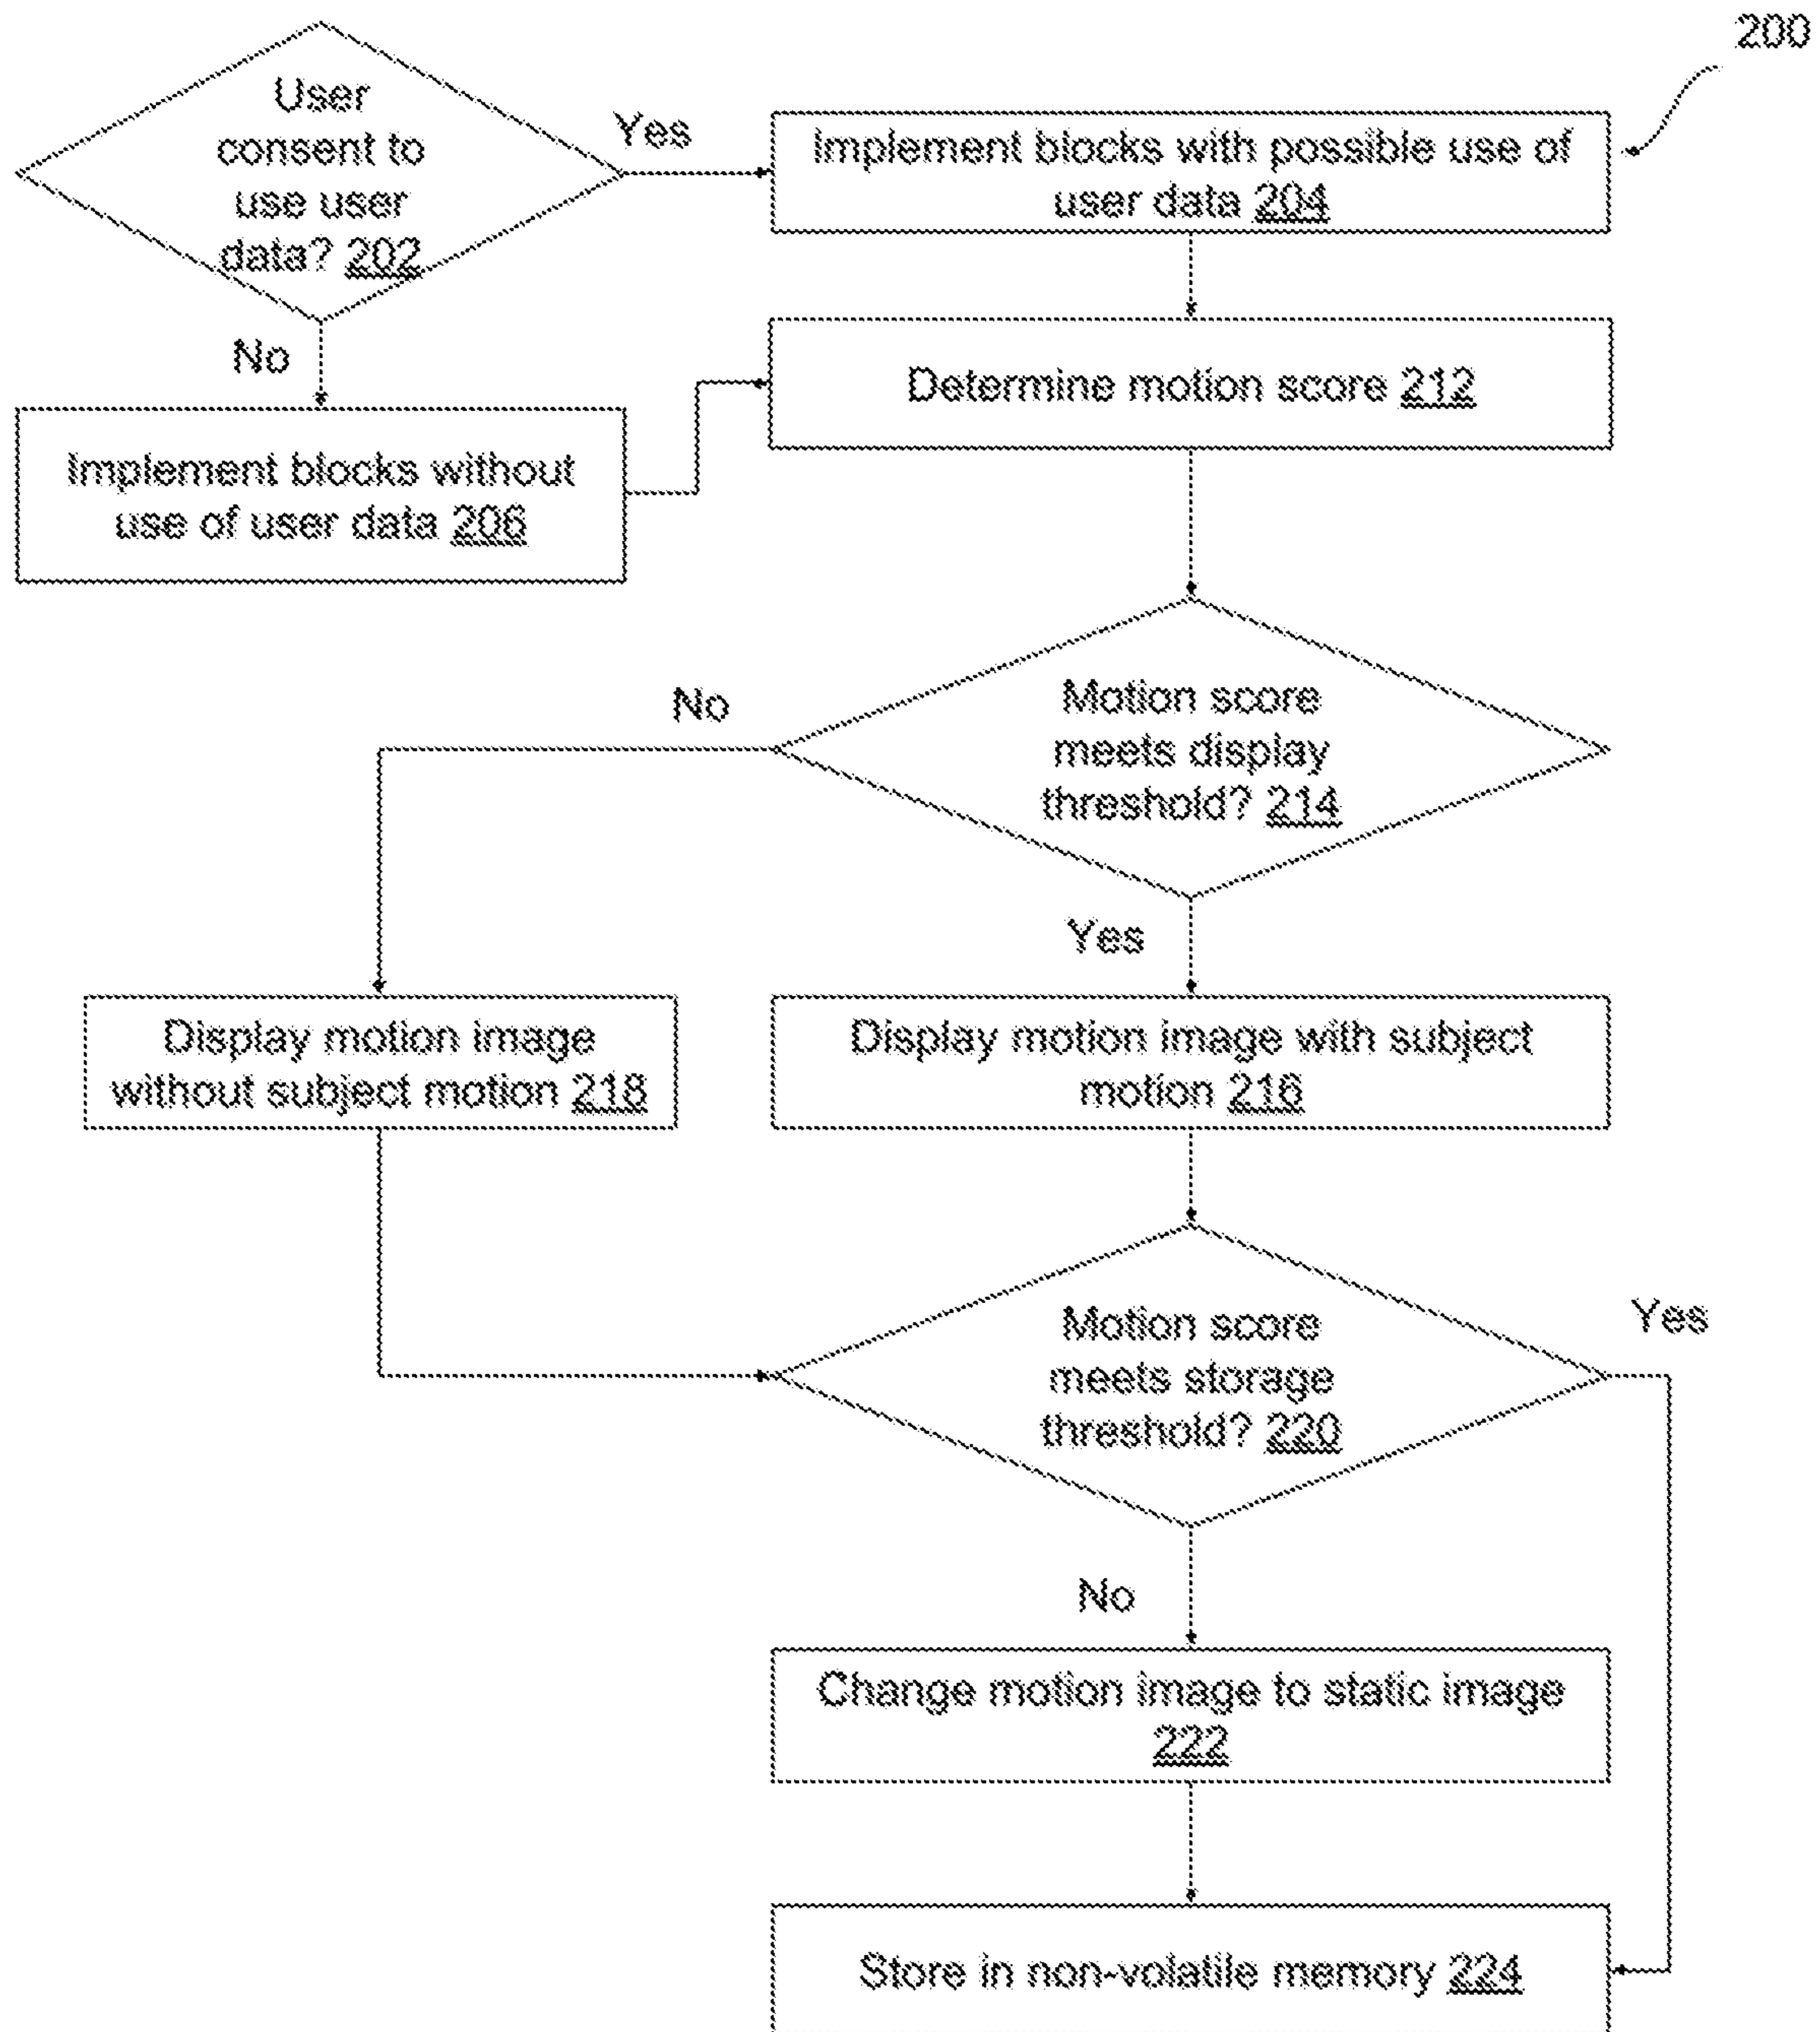 200
User
consent to
use user
data? 202
Yes
Implement blocks with possible use of
user data 204
No
Implement blocks without
use of user data 206
Determine motion score 212
Motion score
meets display
threshold? 214
No
Yes
Display motion image
without subject motion 218
Display motion image with subject
motion 216
Motion score
meets storage
threshold? 220
Yes
No
Change motion image to static image
222
Store in non-volatile memory 224